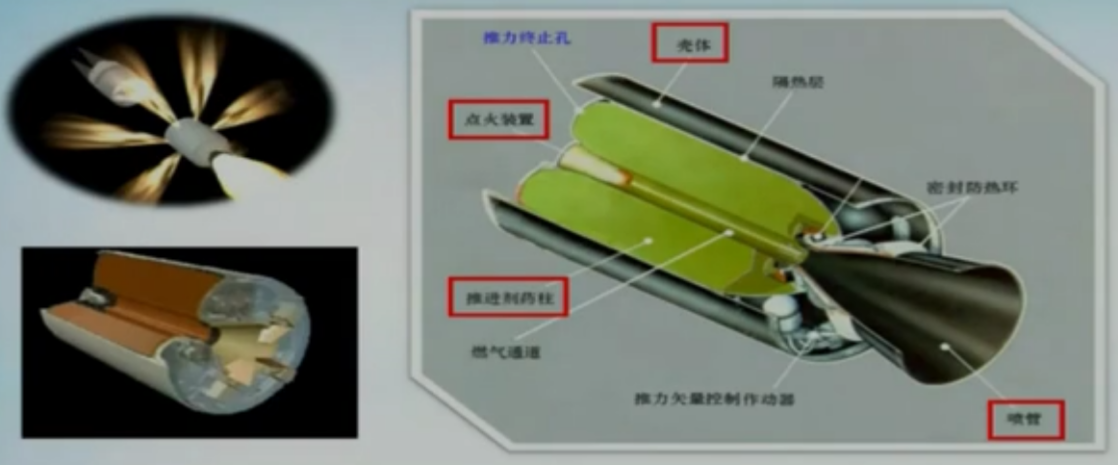 推力终止孔
壳体
隔热层
点火装置
密封防热环
推进剂药柱
燃气通道
推力矢量控制作动器
喷管